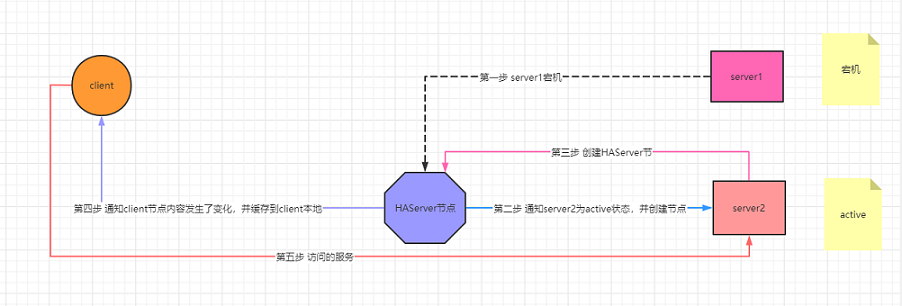 client
第一步 server1宕机
server1
宕机
第三步 创建HAServer节
第四步 通知client节点内容发生了变化，并缓存到client本地
HAServer节点
第二步 通知server2为active状态，并创建节点
server2
active
第五步 访问的服务